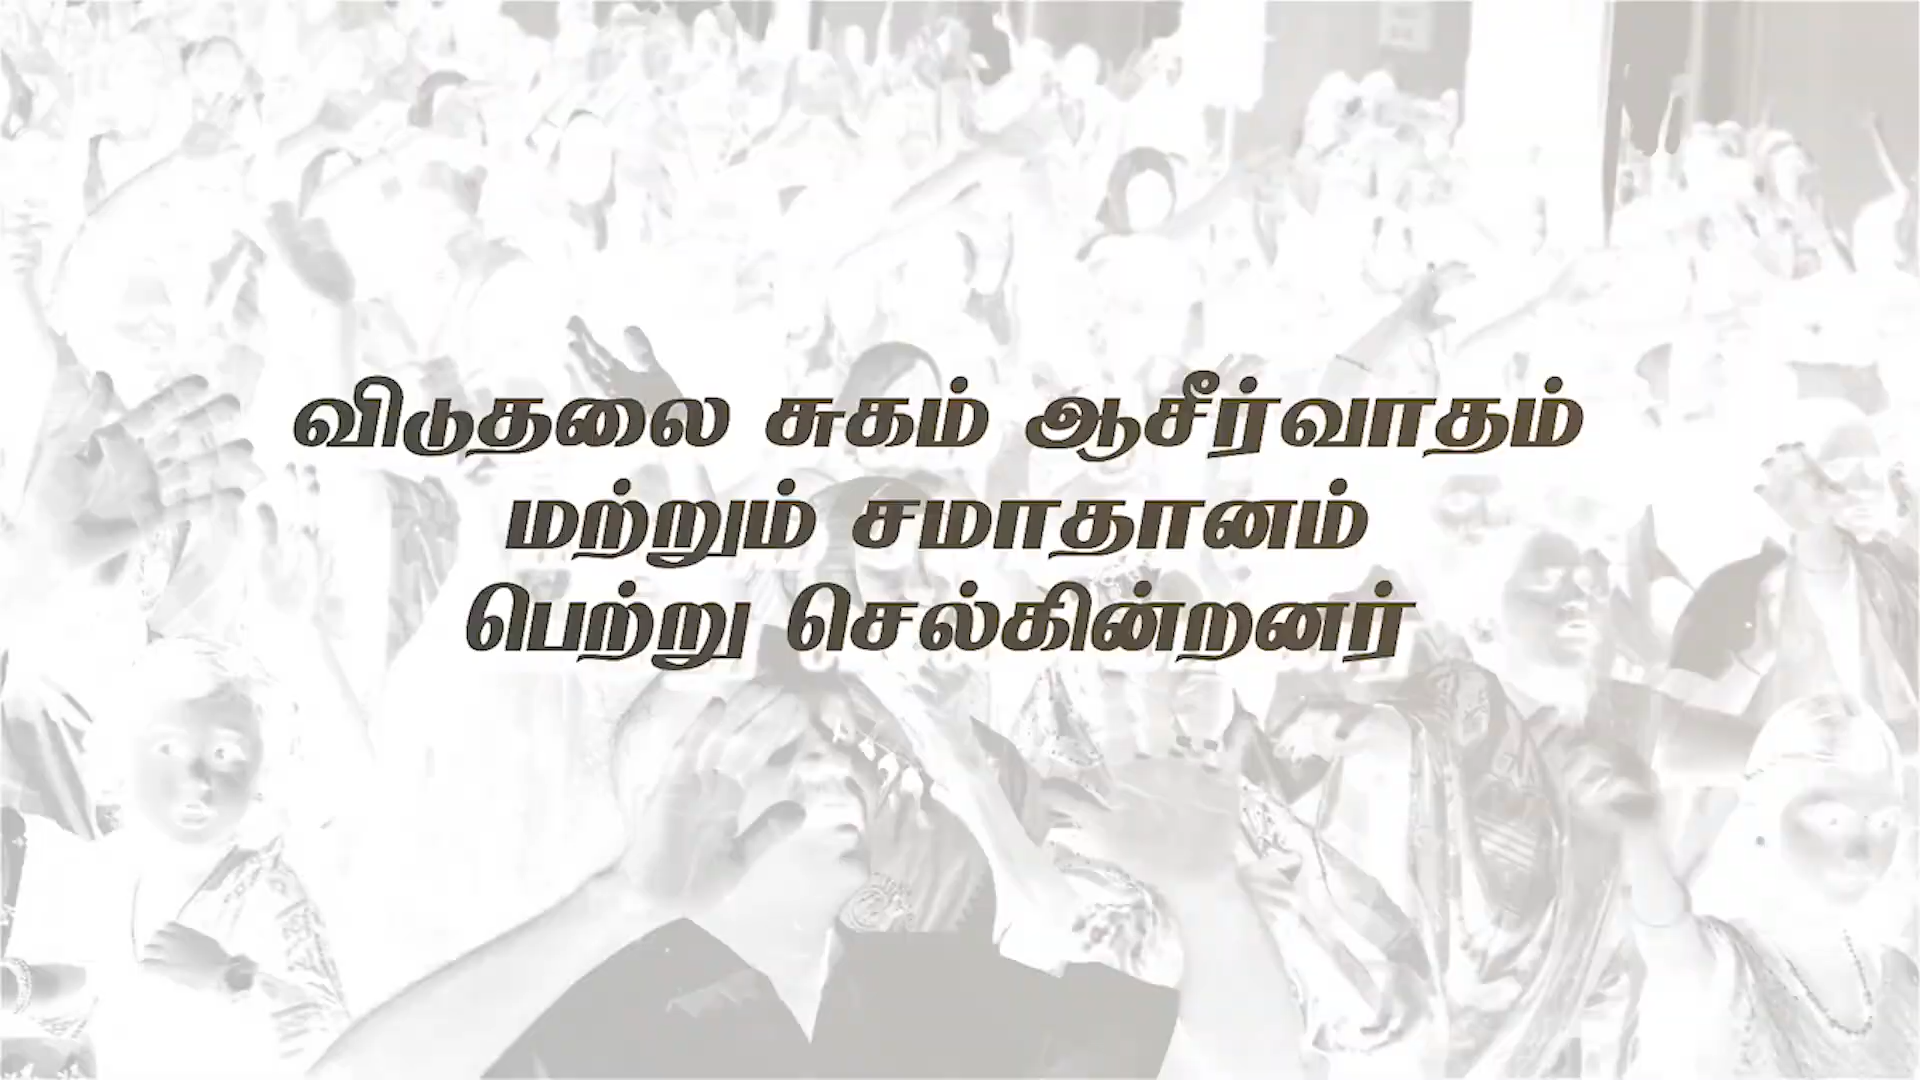 விடுதலை சுகம் ஆசீர்வாதம்
மற்றும் சமாதானம்
பெற்று செல்கின்றனர்